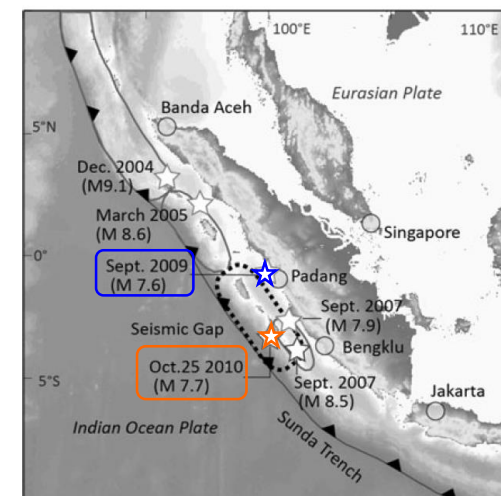 100°E
110°E
Eurasian Plate
Banda Aceh
5°N
Dec. 2004
(M9.1)
March 2005
(M 8.6)
Singapore
0°
Sept. 2009
(M 7.6)
Padang
Sept. 2007
(M 7.9)
Seismic Gap
Bengklu
Oct.25 2010
(M 7.7)
5°S
Sept. 2007
(M 8.5)
Jakarta
Indian Ocean Plate
Sunda Trench